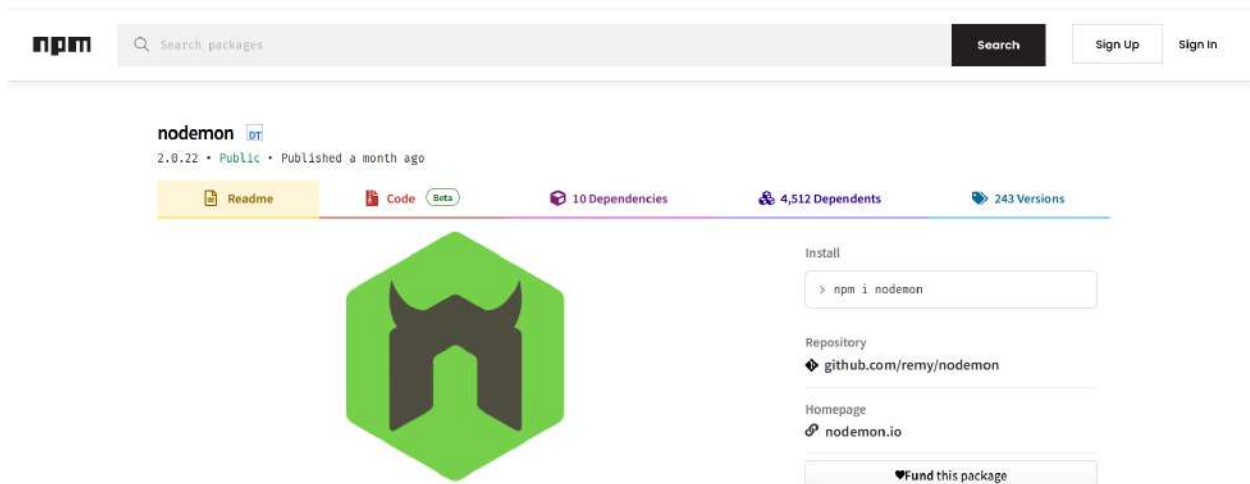 npm
Search packages
Search
Sign Up
Sign In
nodemon DT
2.0.22 • Public • Published a month ago
Readme
Code Beta
10 Dependencies
4,512 Dependents
243 Versions
Install
> npm i nodemon
Repository
github.com/remy/nodemon
Homepage
nodemon.io
♥Fund this package